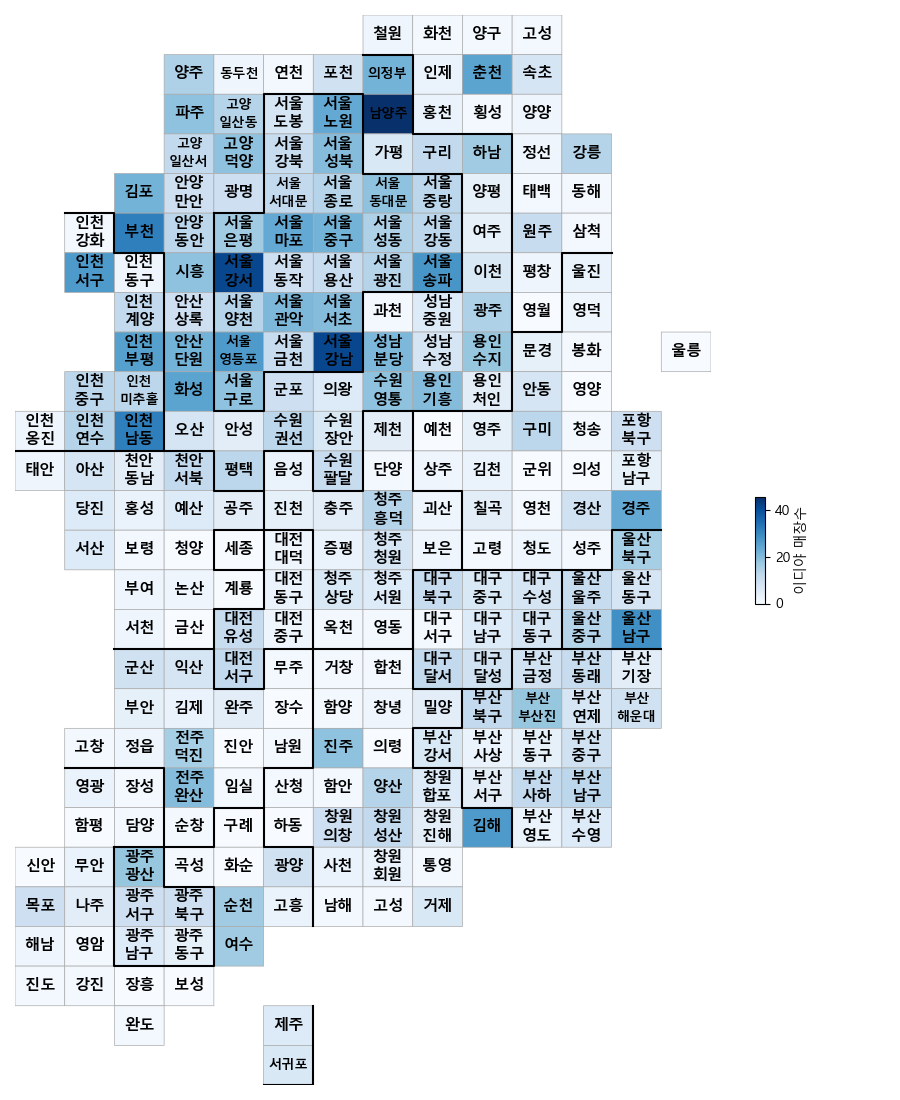 철원 화천 양구 고성
양주 동두천 연천 포천 의정부 인제 춘천 속초
파주 고양 일산동 서울 도봉 서울 노원 남양주 홍천 횡성 양양
고양 일산서 고양 덕양 서울 강북 서울 성북 가평 구리 하남 정선 강릉
김포 안양 만안 광명 서울 서대문 서울 종로 서울 동대문 서울 중랑 양평 태백 동해
인천 강화 부천 안양 동안 서울 은평 서울 마포 서울 중구 서울 성동 서울 강동 여주 원주 삼척
인천 서구 인천 동구 시흥 서울 강서 서울 동작 서울 용산 서울 광진 서울 송파 이천 평창 울진
인천 계양 안산 상록 서울 양천 서울 관악 서울 서초 과천 성남 중원 광주 영월 영덕
인천 부평 안산 단원 서울 영등포 서울 금천 서울 강남 성남 분당 성남 수정 용인 수지 문경 봉화 울릉
인천 중구 인천 미추홀 화성 서울 구로 군포 의왕 수원 영통 용인 기흥 용인 처인 안동 영양
인천 옹진 인천 연수 인천 남동 오산 안성 수원 권선 수원 장안 제천 예천 영주 구미 청송 포항 북구
태안 아산 천안 동남 천안 서북 평택 음성 수원 팔달 단양 상주 김천 군위 의성 포항 남구
당진 홍성 예산 공주 진천 충주 청주 흥덕 괴산 칠곡 영천 경산 경주
서산 보령 청양 세종 대전 대덕 증평 청주 청원 보은 고령 청도 성주 울산 북구
부여 논산 계룡 대전 동구 청주 상당 청주 서원 대구 북구 대구 중구 대구 수성 울산 울주 울산 동구
서천 금산 대전 유성 대전 중구 옥천 영동 대구 서구 대구 남구 대구 동구 울산 중구 울산 남구
군산 익산 대전 서구 무주 거창 합천 대구 달서 대구 달성 부산 금정 부산 동래 부산 기장
부안 김제 완주 장수 함양 창녕 밀양 부산 북구 부산 부산진 부산 연제 부산 해운대
고창 정읍 전주 덕진 진안 남원 진주 의령 부산 강서 부산 사상 부산 동구 부산 중구
영광 장성 전주 완산 임실 산청 함안 양산 창원 합포 부산 서구 부산 사하 부산 남구
함평 담양 순창 구례 하동 창원 의창 창원 성산 창원 진해 김해 부산 영도 부산 수영
신안 무안 광주 광산 곡성 화순 광양 사천 창원 회원 통영
목포 나주 광주 서구 광주 북구 순천 고흥 남해 고성 거제
해남 영암 광주 남구 광주 동구 여수
진도 강진 장흥 보성
완도 제주
서귀포
40
20
0
이디야 매장수